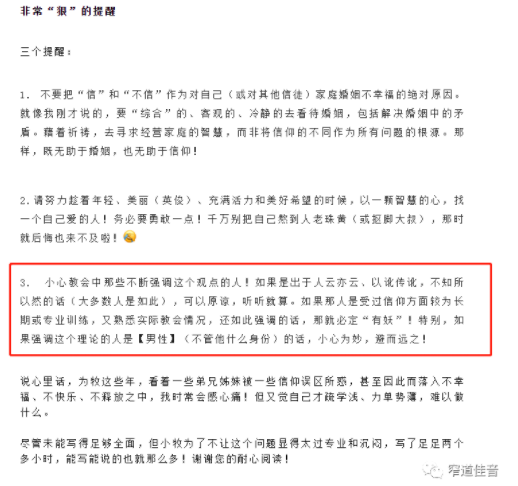 非常“狠”的提醒
三个提醒：
1. 不要把“信”和“不信”作为对自己（或对其他信徒）家庭婚姻不幸福的绝对原因。
就像我刚才说的，要“综合”的、客观的、冷静的去看待婚姻，包括解决婚姻中的矛
盾。藉着祈祷，去寻求经营家庭的智慧，而非将信仰的不同作为所有问题的根源。那
样，既无助于婚姻，也无助于信仰！
2.请努力趁着年轻、美丽（英俊）、充满活力和美好希望的时候，以一颗智慧的心，找
一个自己爱的人！务必要勇敢一点！千万别把自己熬到人老珠黄（或抠脚大叔），那时
就后悔也来不及啦！
3. 小心教会中那些不断强调这个观点的人！如果是出于人云亦云、以讹传讹，不知所
以然的话（大多数人是如此），可以原谅，听听就算。如果那人是受过信仰方面较为长
期或专业训练，又熟悉实际教会情况，还如此强调的话，那就必定“有妖”！特别，如
果强调这个理论的人是【男性】（不管他什么身份）的话，小心为妙，避而远之！
说心里话，为牧这些年，看着一些弟兄姊妹被一些信仰误区所惑，甚至因此而落入不幸
福、不快乐、不释放之中，我时常会感心痛！但又觉自己才疏学浅、力单势薄，难以做
什么。
尽管未能写得足够全面，但小牧为了不让这个问题显得太过专业和沉闷，写了足足两个
多小时，能写能说的也就那么多！谢谢您的耐心阅读！
窄道佳音